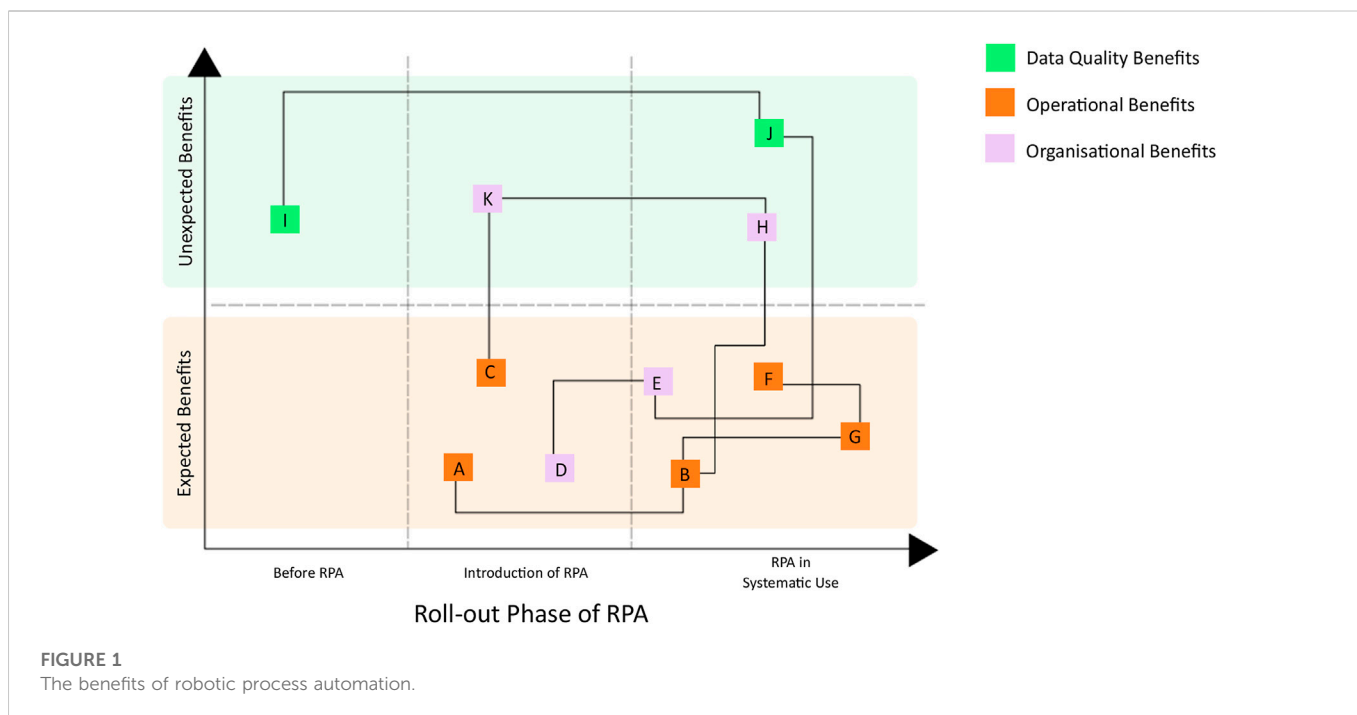 Data Quality Benefits
Operational Benefits
Organisational Benefits
Unexpected Benefits
J
K
I
H
Expected Benefits
C
E
F
G
A
D
B
Before RPA
Introduction of RPA
RPA in
Systematic Use
Roll-out Phase of RPA
FIGURE 1
The benefits of robotic process automation.